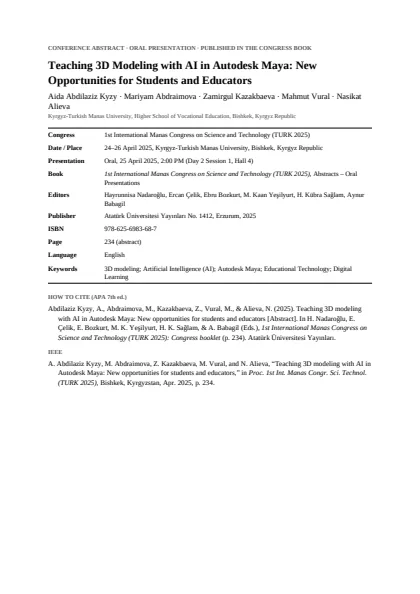 CONFERENCE ABSTRACT · ORAL PRESENTATION · PUBLISHED IN THE CONGRESS BOOK
Teaching 3D Modeling with AI in Autodesk Maya: New
Opportunities for Students and Educators
Aida Abdilaziz Kyzy · Mariyam Abdraimova · Zamirgul Kazakbaeva · Mahmut Vural · Nasikat
Alieva
Kyrgyz-Turkish Manas University, Higher School of Vocational Education, Bishkek, Kyrgyz Republic
Congress 1st International Manas Congress on Science and Technology (TURK 2025)
Date / Place 24–26 April 2025, Kyrgyz-Turkish Manas University, Bishkek, Kyrgyz Republic
Presentation Oral, 25 April 2025, 2:00 PM (Day 2 Session 1, Hall 4)
Book 1st International Manas Congress on Science and Technology (TURK 2025), Abstracts – Oral
Presentations
Editors Hayrunnisa Nadaroğlu, Ercan Çelik, Ebru Bozkurt, M. Kaan Yeşilyurt, H. Kübra Sağlam, Aynur
Babagil
Publisher Atatürk Üniversitesi Yayınları No. 1412, Erzurum, 2025
ISBN 978-625-6983-68-7
Page 234 (abstract)
Language English
Keywords 3D modeling; Artificial Intelligence (AI); Autodesk Maya; Educational Technology; Digital
Learning
HOW TO CITE (APA 7th ed.)
Abdilaziz Kyzy, A., Abdraimova, M., Kazakbaeva, Z., Vural, M., & Alieva, N. (2025). Teaching 3D modeling
with AI in Autodesk Maya: New opportunities for students and educators [Abstract]. In H. Nadaroğlu, E.
Çelik, E. Bozkurt, M. K. Yeşilyurt, H. K. Sağlam, & A. Babagil (Eds.), 1st International Manas Congress on
Science and Technology (TURK 2025): Congress booklet (p. 234). Atatürk Üniversitesi Yayınları.
IEEE
A. Abdilaziz Kyzy, M. Abdraimova, Z. Kazakbaeva, M. Vural, and N. Alieva, “Teaching 3D modeling with AI in
Autodesk Maya: New opportunities for students and educators,” in Proc. 1st Int. Manas Congr. Sci. Technol.
(TURK 2025), Bishkek, Kyrgyzstan, Apr. 2025, p. 234.